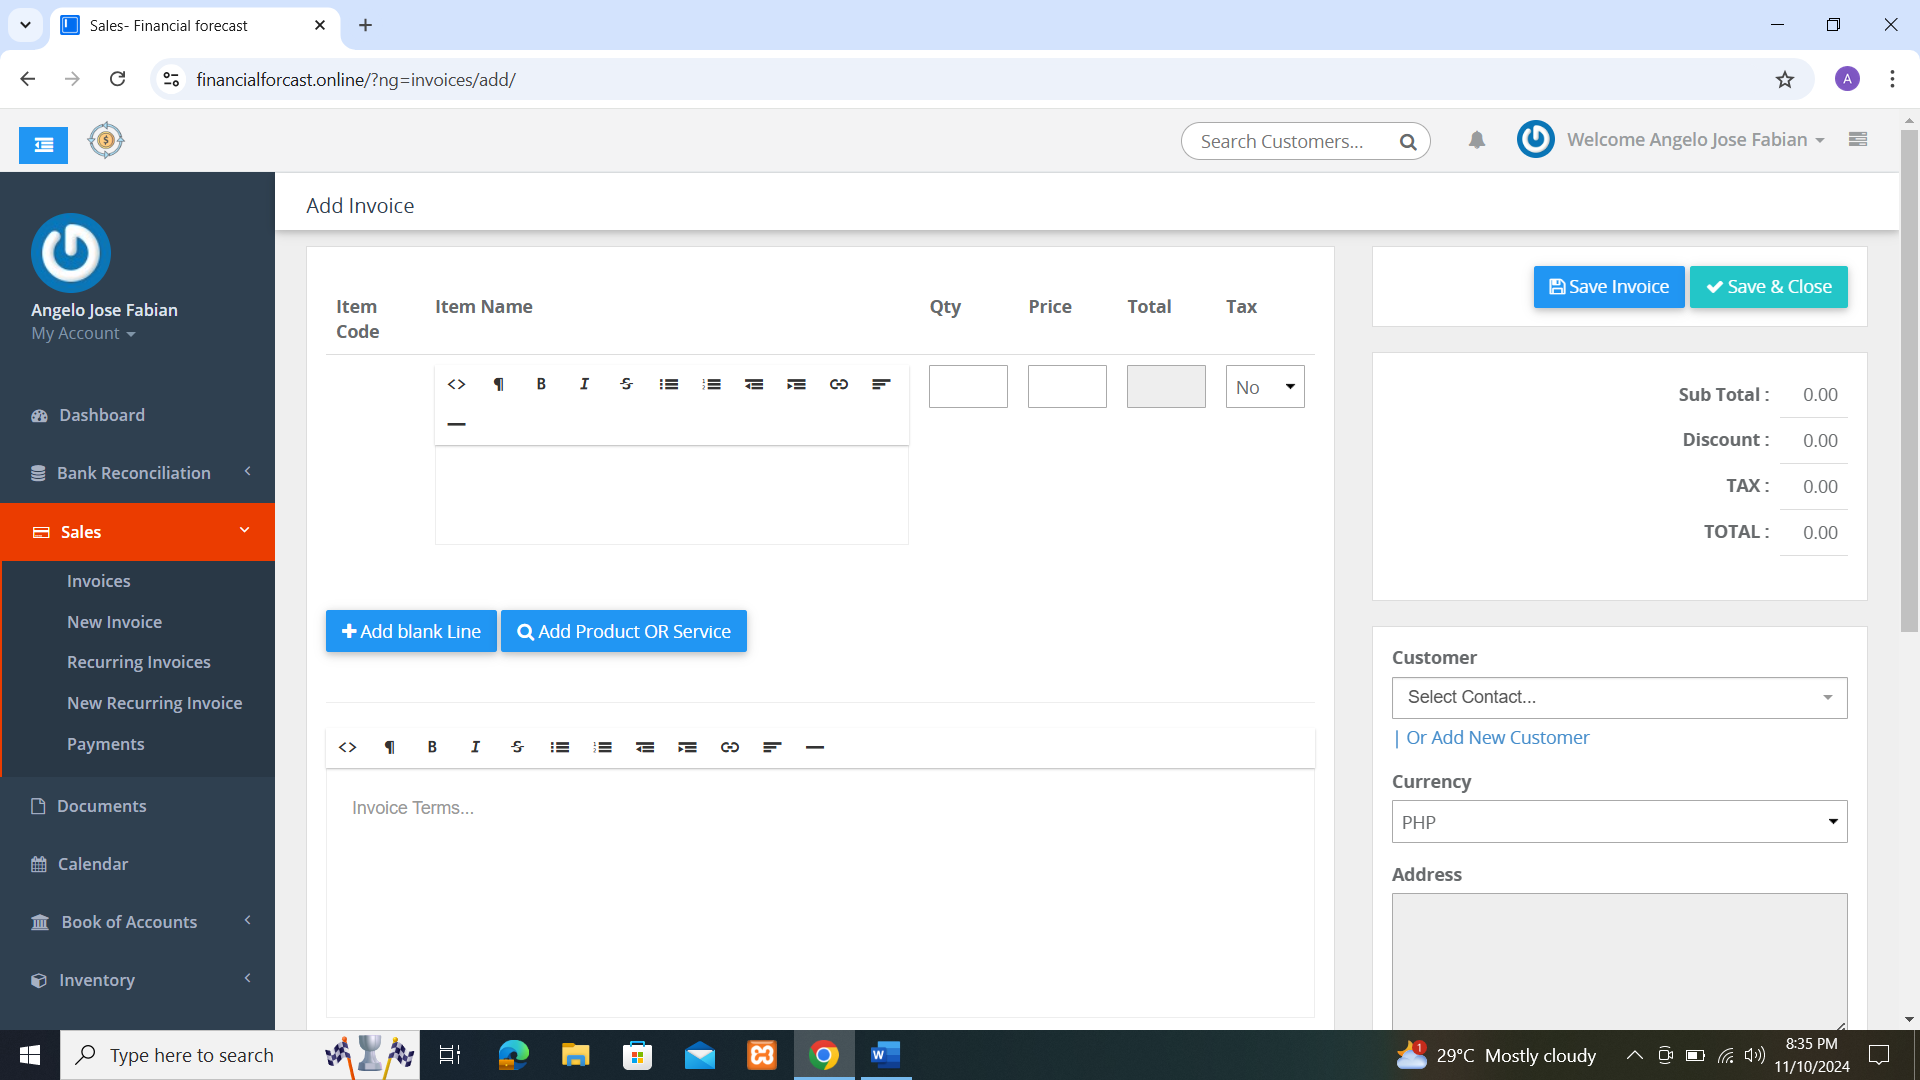 Sales- Financial forecast
financialforcast.online/?ng=invoices/add/
A
Search Customers...
Welcome Angelo Jose Fabian
Add Invoice
Angelo Jose Fabian
My Account
Dashboard
Bank Reconciliation
Sales
Invoices
New Invoice
Recurring Invoices
New Recurring Invoice
Payments
Documents
Calendar
Book of Accounts
Inventory
Item Code Item Name Qty Price Total Tax
No
Add blank Line
Add Product OR Service
Invoice Terms...
Save Invoice
Save & Close
Sub Total : 0.00
Discount : 0.00
TAX : 0.00
TOTAL : 0.00
Customer
Select Contact...
| Or Add New Customer
Currency
PHP
Address
Type here to search
1
29°C Mostly cloudy
8:35 PM
11/10/2024